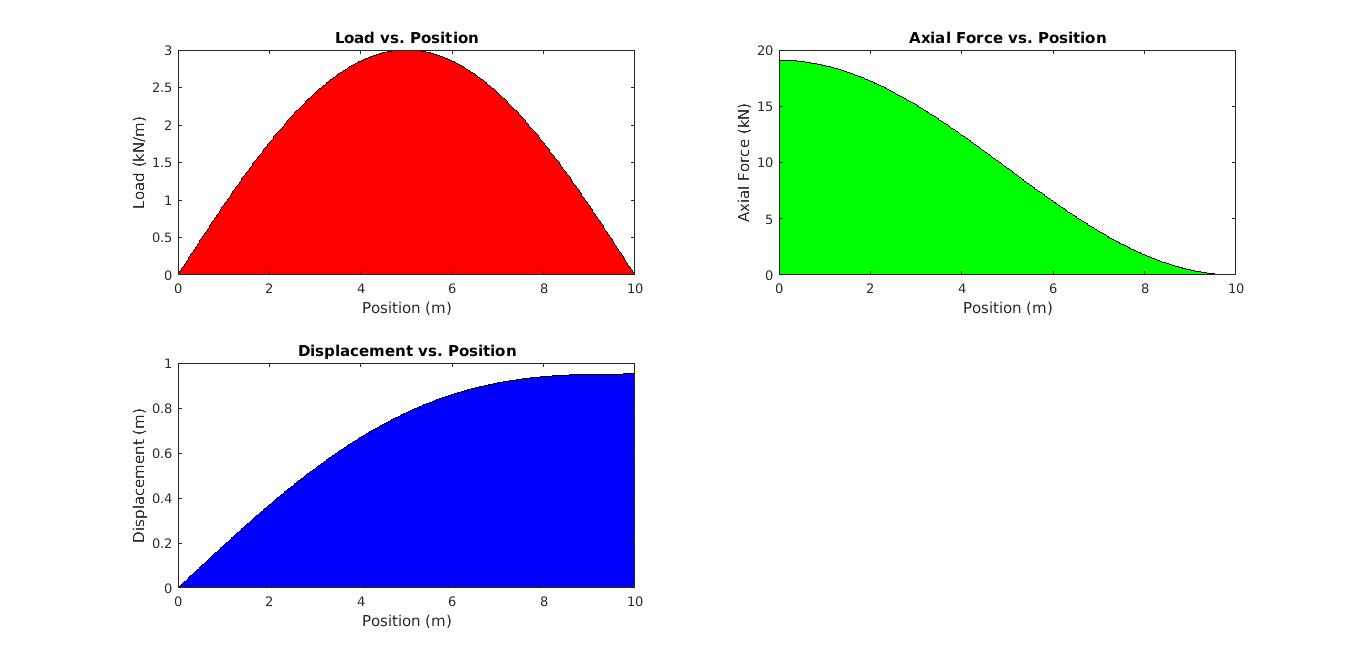 Load vs. Position
Load (kN/m)
3
2.5
2
1.5
1
0.5
0
0 2 4 6 8 10
Position (m)
Axial Force vs. Position
Axial Force (kN)
20
15
10
5
0
0 2 4 6 8 10
Position (m)
Displacement vs. Position
Displacement (m)
1
0.8
0.6
0.4
0.2
0
0 2 4 6 8 10
Position (m)